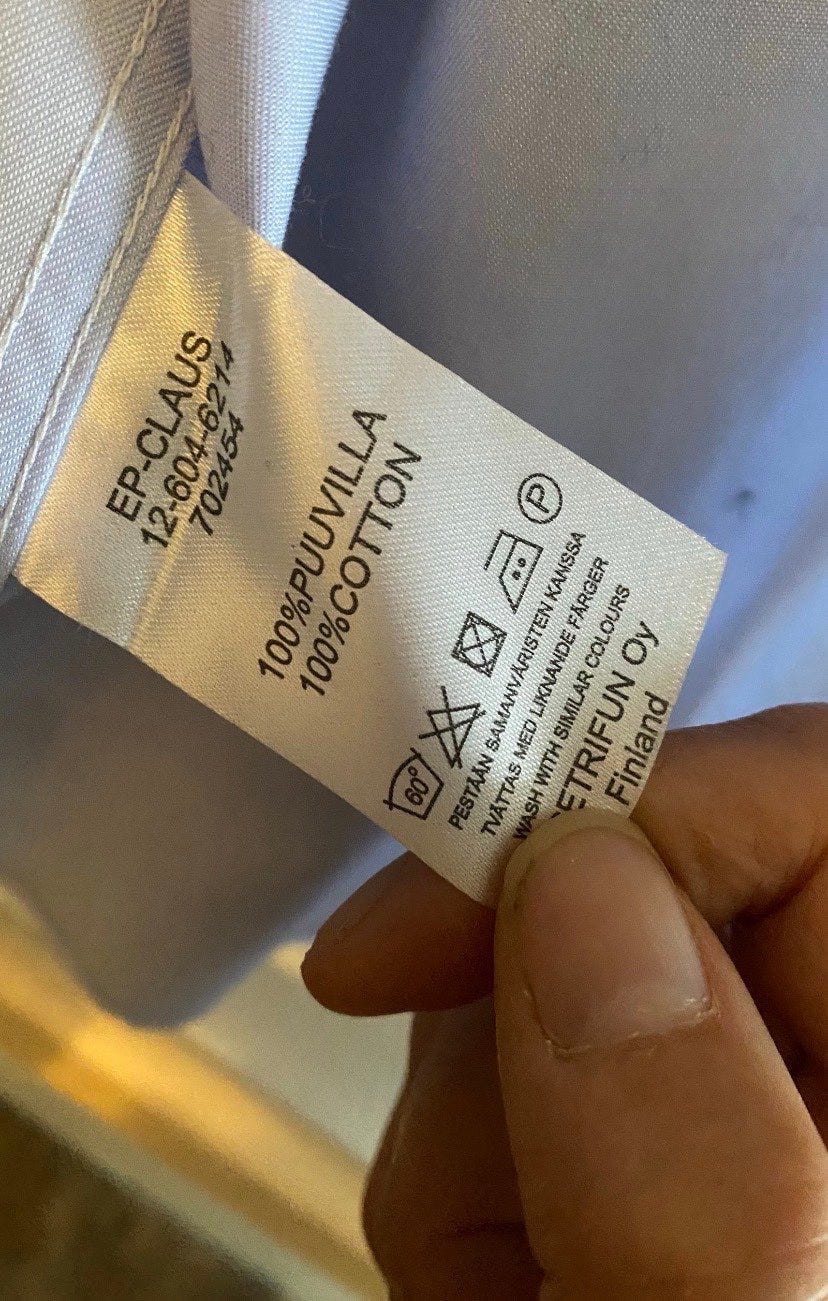 EP-CLAUS
12-604-6214
702454
100%PUUVILLA
100%COTTON
60°
P
PESTÄÄN SAMANVÄRISTEN KANSSA
TVÄTTAS MED LIKNANDE FÄRGER
WASH WITH SIMILAR COLOURS
ETRIFUN Oy
Finland